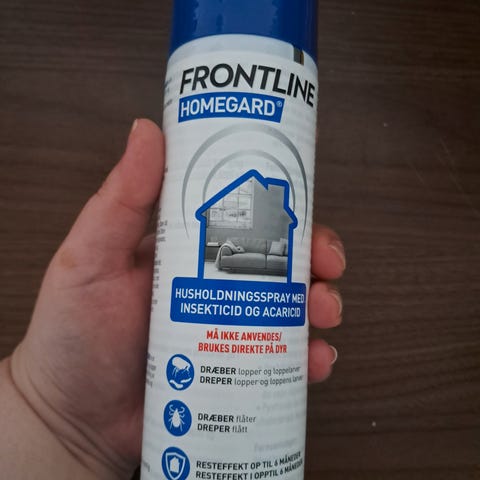 FRONTLINE
HOMEGARD®
HUSHOLDNINGSSPRAY MED
INSEKTICID OG ACARICID
MÅ IKKE ANVENDES/
BRUKES DIREKTE PÅ DYR
DRÆBER lopper og loppelarver
DREPER lopper og loppens larver
DRÆBER flåter
DREPER flått
RESTEFFEKT OP TIL 6 MÅNEDER
RESTEFFEKT I OPPTIL 6 MÅNEDER